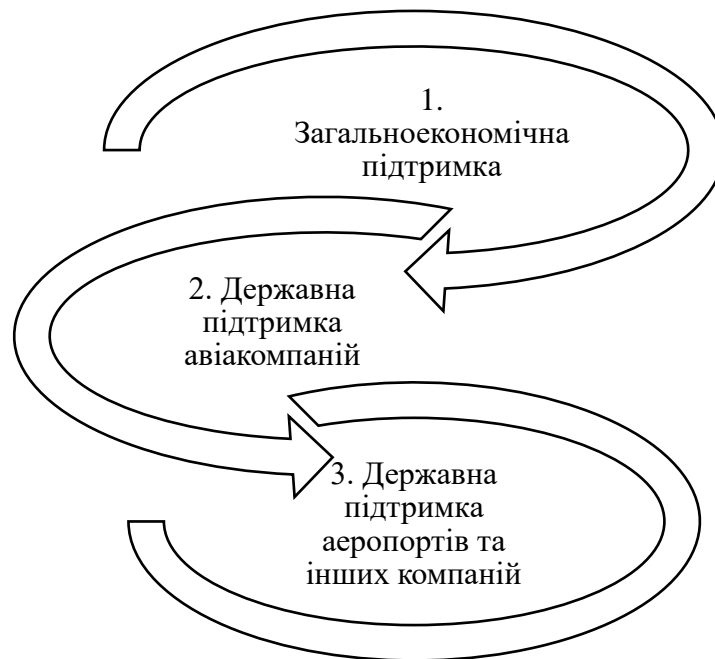 1.
Загальноекономічна
підтримка
2. Державна
підтримка
авіакомпаній
3. Державна
підтримка
аеропортів та
інших компаній